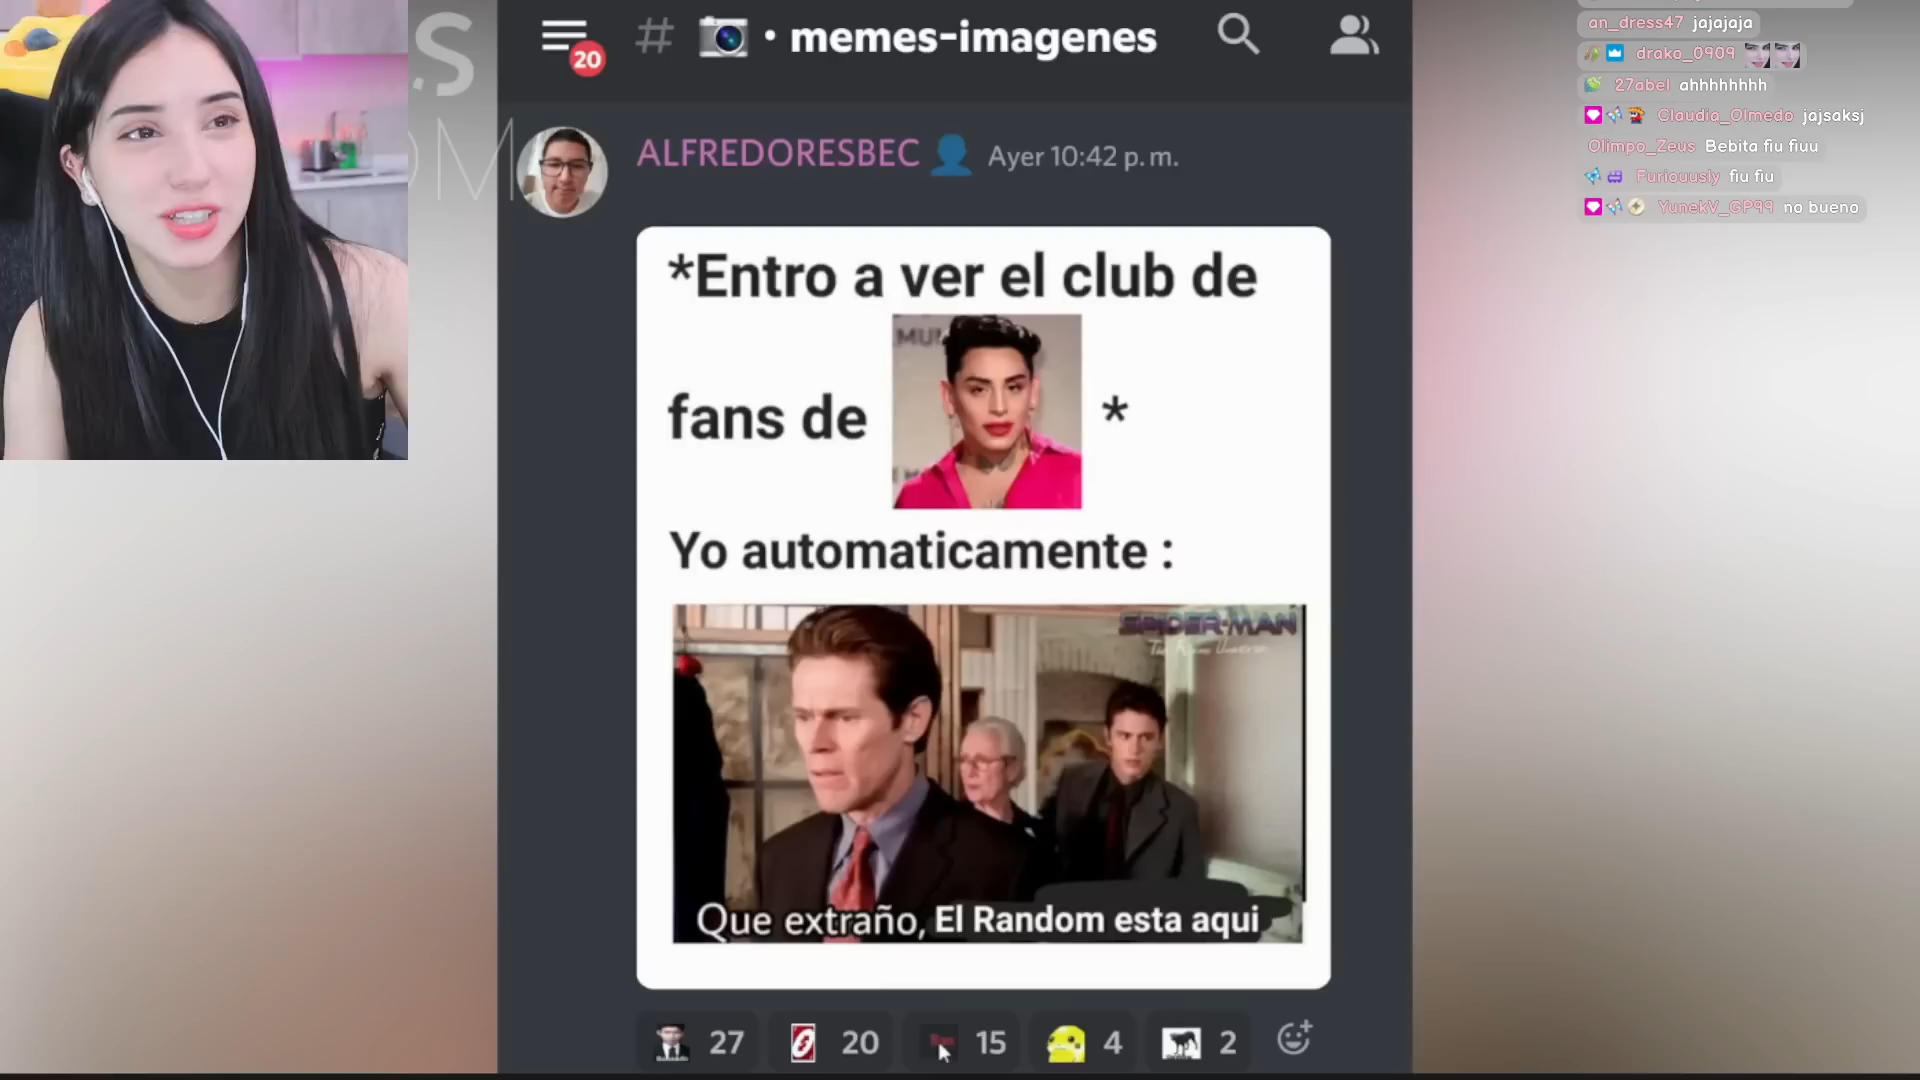 .S
OM
20
# • memes-imagenes
ALFREDORESBEC Ayer 10:42 p. m.
*Entro a ver el club de
fans de *
Yo automaticamente :
SPIDER-MAN
Que extraño, El Random esta aqui
27 20 15 4 2
an_dress47 jajajaja
drako_0909
27abel ahhhhhhhh
Claudia_Olmedo jajsaksj
Olimpo_Zeus Bebita fiu fiuu
Furiouusly fiu fiu
YunekV_GP99 no bueno